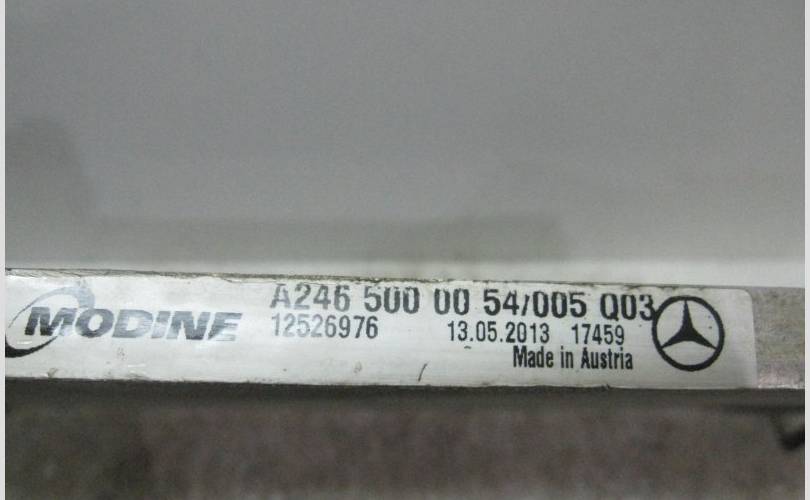 MODINE
A246 500 00 54/005 Q03
12526976 13.05.2013 17459
Made in Austria